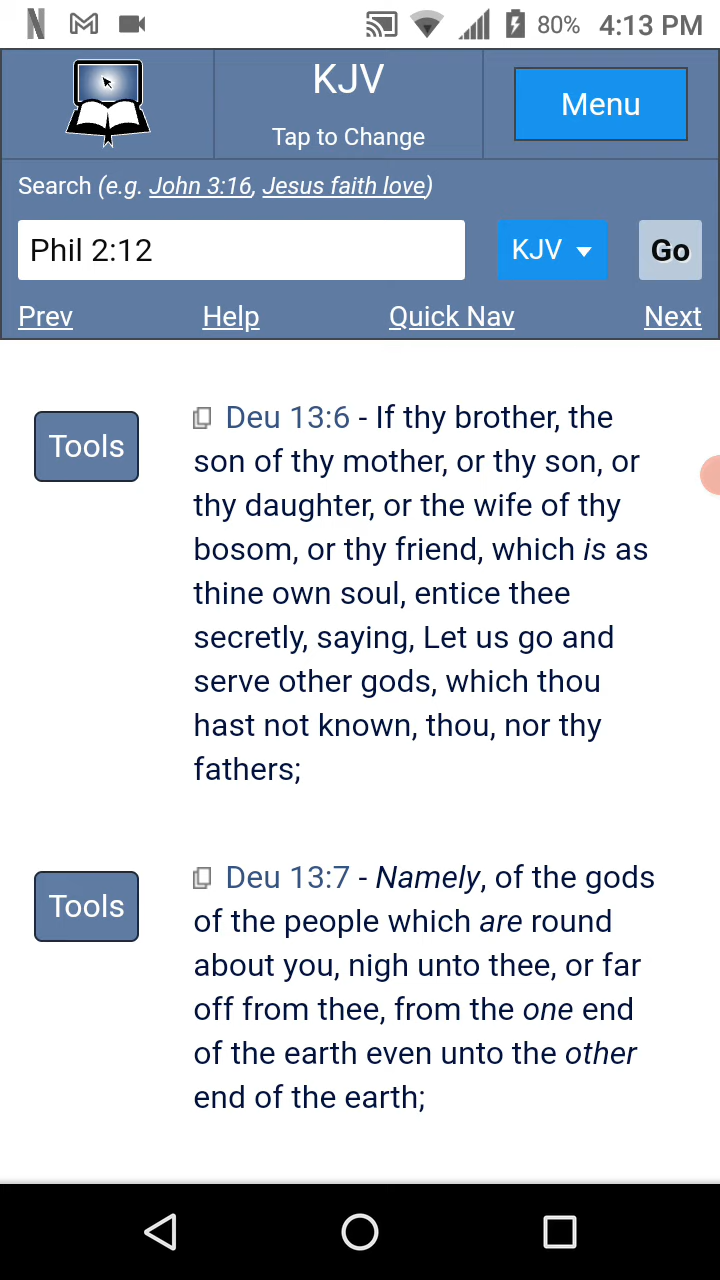 80% 4:13 PM
KJV
Tap to Change
Menu
Search (e.g. John 3:16, Jesus faith love)
Phil 2:12
KJV
Go
Prev Help Quick Nav Next
Tools
Deu 13:6 - If thy brother, the
son of thy mother, or thy son, or
thy daughter, or the wife of thy
bosom, or thy friend, which is as
thine own soul, entice thee
secretly, saying, Let us go and
serve other gods, which thou
hast not known, thou, nor thy
fathers;
Tools
Deu 13:7 - Namely, of the gods
of the people which are round
about you, nigh unto thee, or far
off from thee, from the one end
of the earth even unto the other
end of the earth;